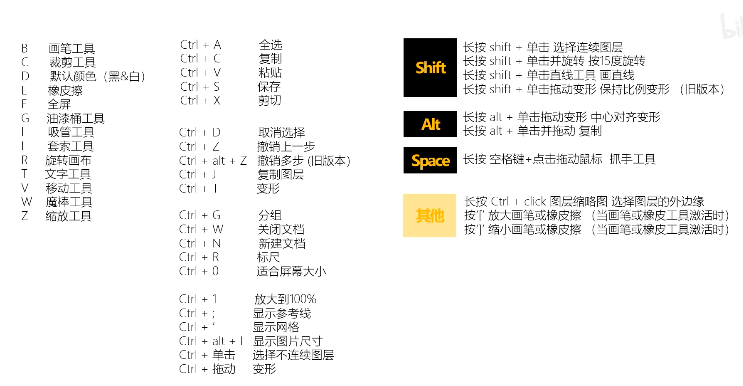 B 画笔工具
C 裁剪工具
D 默认颜色（黑&白）
L 橡皮擦
F 全屏
G 油漆桶工具
I 吸管工具
l 套索工具
R 旋转画布
T 文字工具
V 移动工具
W 魔棒工具
Z 缩放工具
Ctrl + A 全选
Ctrl + C 复制
Ctrl + V 粘贴
Ctrl + S 保存
Ctrl + X 剪切
Ctrl + D 取消选择
Ctrl + Z 撤销上一步
Ctrl + alt + Z 撤销多步 (旧版本)
Ctrl + J 复制图层
Ctrl + I 变形
Ctrl + G 分组
Ctrl + W 关闭文档
Ctrl + N 新建文档
Ctrl + R 标尺
Ctrl + 0 适合屏幕大小
Ctrl + 1 放大到100%
Ctrl + ; 显示参考线
Ctrl + ‘ 显示网格
Ctrl + alt + I 显示图片尺寸
Ctrl + 单击 选择不连续图层
Ctrl + 拖动 变形
Shift
长按 shift + 单击 选择连续图层
长按 shift + 单击并旋转 按15度旋转
长按 shift + 单击直线工具 画直线
长按 shift + 单击拖动变形 保持比例变形 （旧版本）
Alt
长按 alt + 单击拖动变形 中心对齐变形
长按 alt + 单击并拖动 复制
Space
长按 空格键+点击拖动鼠标 抓手工具
其他
长按 Ctrl + click 图层缩略图 选择图层的外边缘
按'[' 放大画笔或橡皮擦 （当画笔或橡皮工具激活时）
按']' 缩小画笔或橡皮擦 （当画笔或橡皮工具激活时）